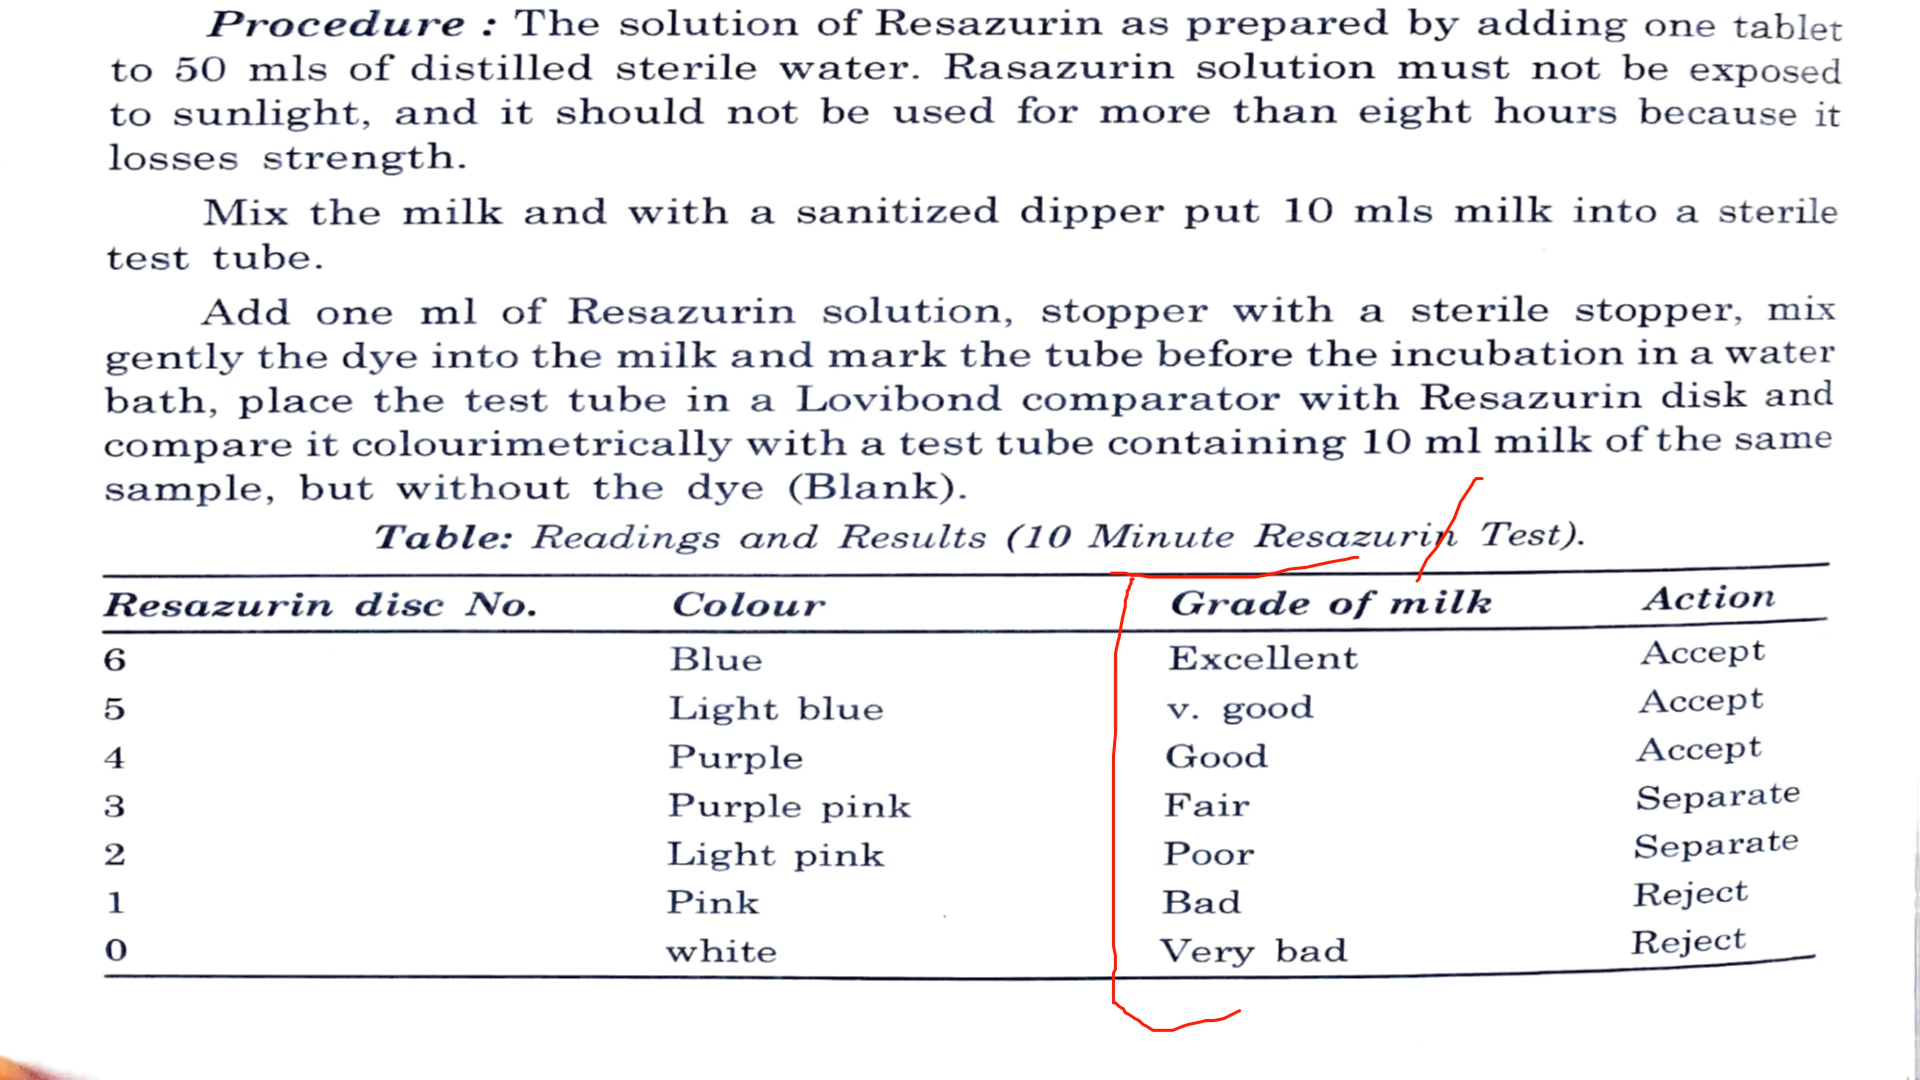 Procedure : The solution of Resazurin as prepared by adding one tablet
to 50 mls of distilled sterile water. Rasazurin solution must not be exposed
to sunlight, and it should not be used for more than eight hours because it
losses strength.
Mix the milk and with a sanitized dipper put 10 mls milk into a sterile
test tube.
Add one ml of Resazurin solution, stopper with a sterile stopper, mix
gently the dye into the milk and mark the tube before the incubation in a water
bath, place the test tube in a Lovibond comparator with Resazurin disk and
compare it colourimetrically with a test tube containing 10 ml milk of the same
sample, but without the dye (Blank).
Table: Readings and Results (10 Minute Resazurin Test).
Resazurin disc No. Colour Grade of milk Action
6 Blue Excellent Accept
5 Light blue v. good Accept
4 Purple Good Accept
3 Purple pink Fair Separate
2 Light pink Poor Separate
1 Pink Bad Reject
0 white Very bad Reject